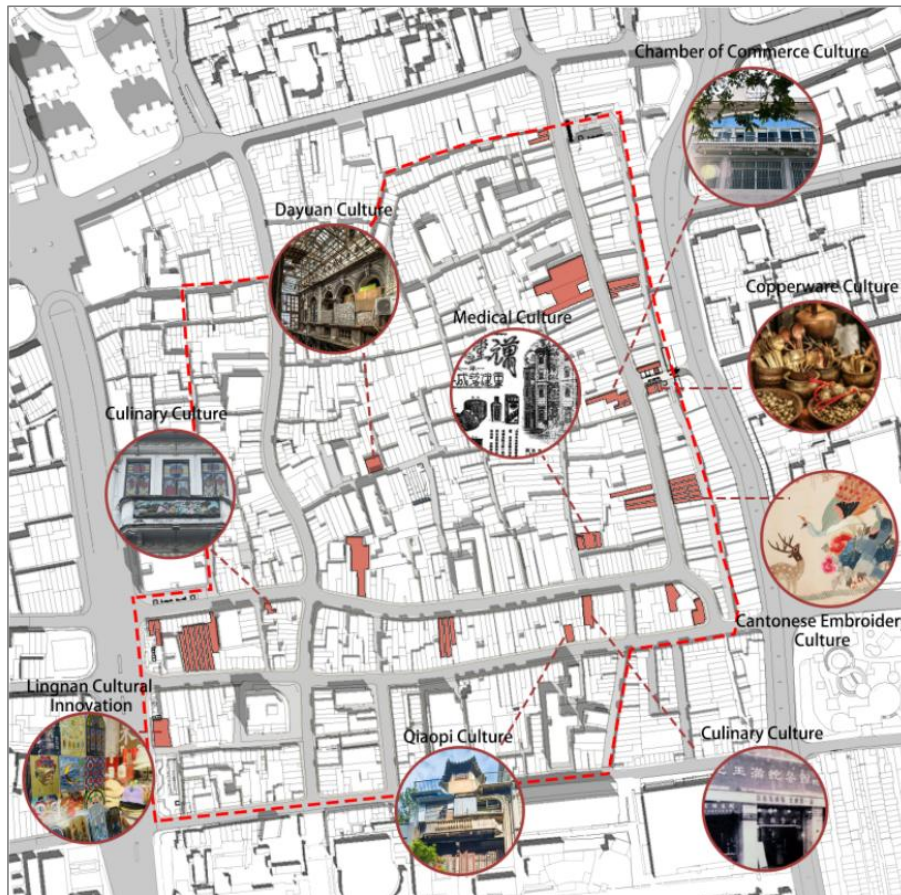 Chamber of Commerce Culture
Dayuan Culture
Copperware Culture
Medical Culture
Culinary Culture
Cantonese Embroider
Culture
Lingnan Cultural
Innovation
Qiaopi Culture
Culinary Culture